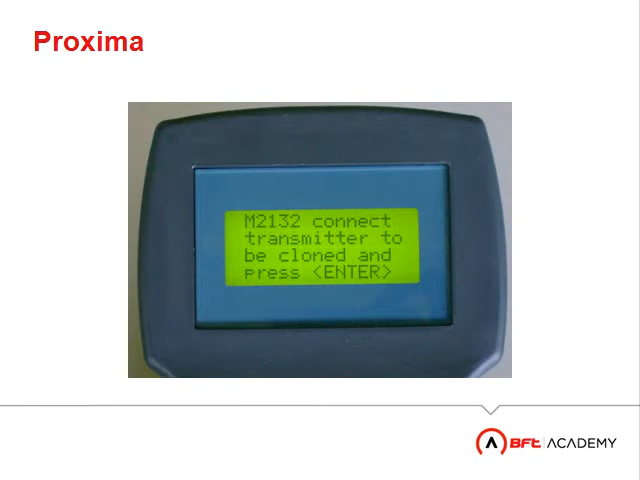 Proxima
M2132 connect
transmitter to
be cloned and
press <ENTER>
BFT ACADEMY